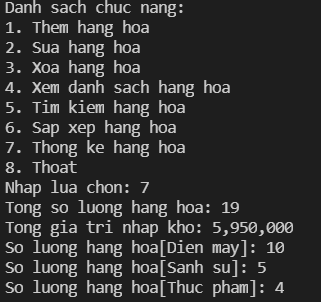 Danh sach chuc nang:
1. Them hang hoa
2. Sua hang hoa
3. Xoa hang hoa
4. Xem danh sach hang hoa
5. Tim kiem hang hoa
6. Sap xep hang hoa
7. Thong ke hang hoa
8. Thoat
Nhap lua chon: 7
Tong so luong hang hoa: 19
Tong gia tri nhap kho: 5,950,000
So luong hang hoa[Dien may]: 10
So luong hang hoa[Sanh su]: 5
So luong hang hoa[Thuc pham]: 4